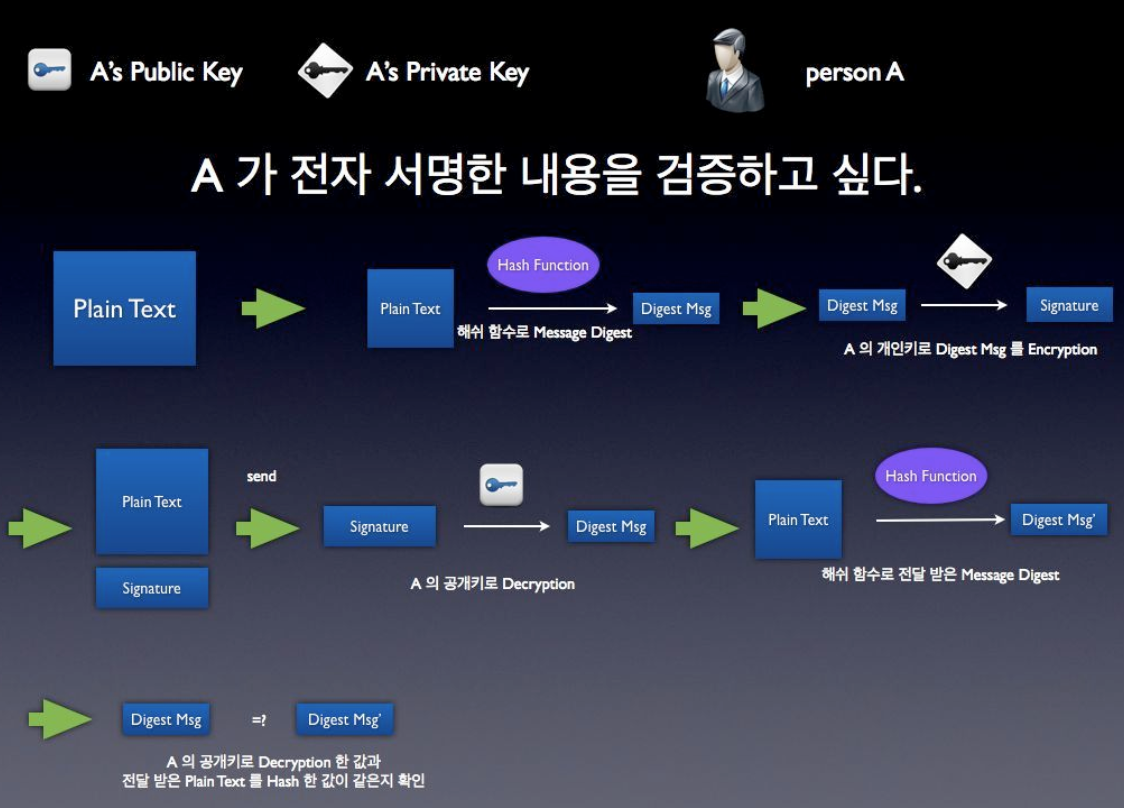 A's Public Key
A's Private Key
person A
A 가 전자 서명한 내용을 검증하고 싶다.
Plain Text
Plain Text
Hash Function
해쉬 함수로 Message Digest
Digest Msg
Digest Msg
Signature
A 의 개인키로 Digest Msg 를 Encryption
Plain Text
Signature
send
Signature
Digest Msg
A 의 공개키로 Decryption
Plain Text
Hash Function
Digest Msg'
해쉬 함수로 전달 받은 Message Digest
Digest Msg
=?
Digest Msg'
A 의 공개키로 Decryption 한 값과
전달 받은 Plain Text 를 Hash 한 값이 같은지 확인